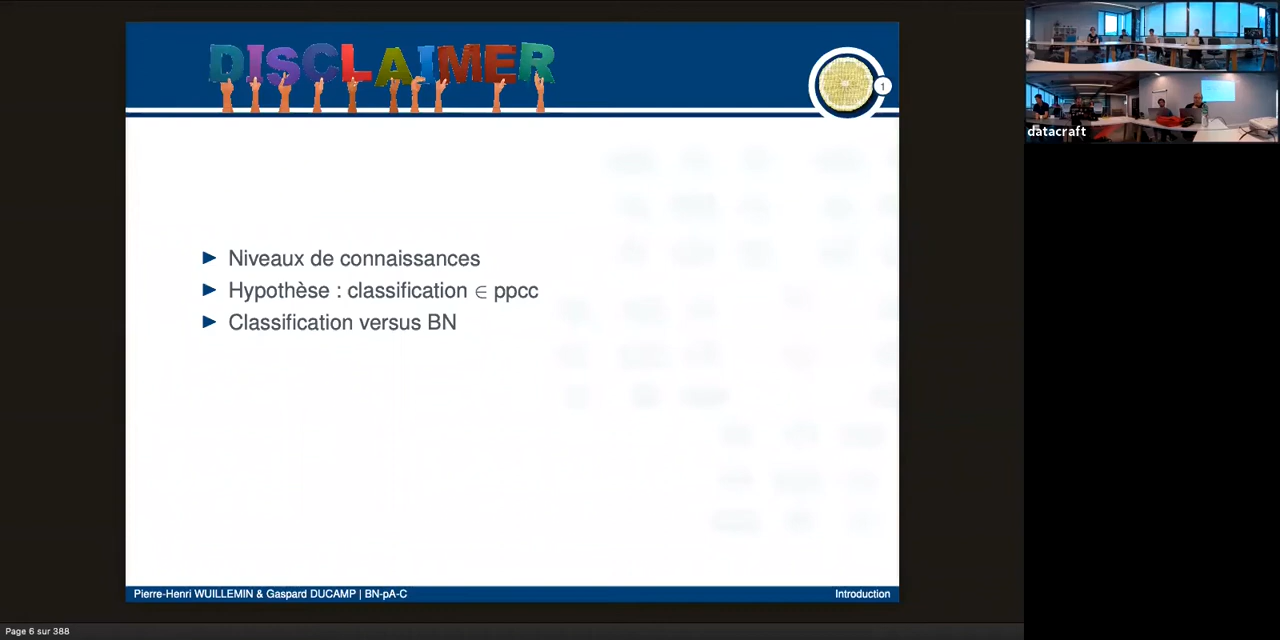 DISCLAIMER
1
Niveaux de connaissances
Hypothèse : classification ∈ ppcc
Classification versus BN
Pierre-Henri WUILLEMIN & Gaspard DUCAMP | BN-pA-C
Introduction
Page 6 sur 388
datacraft